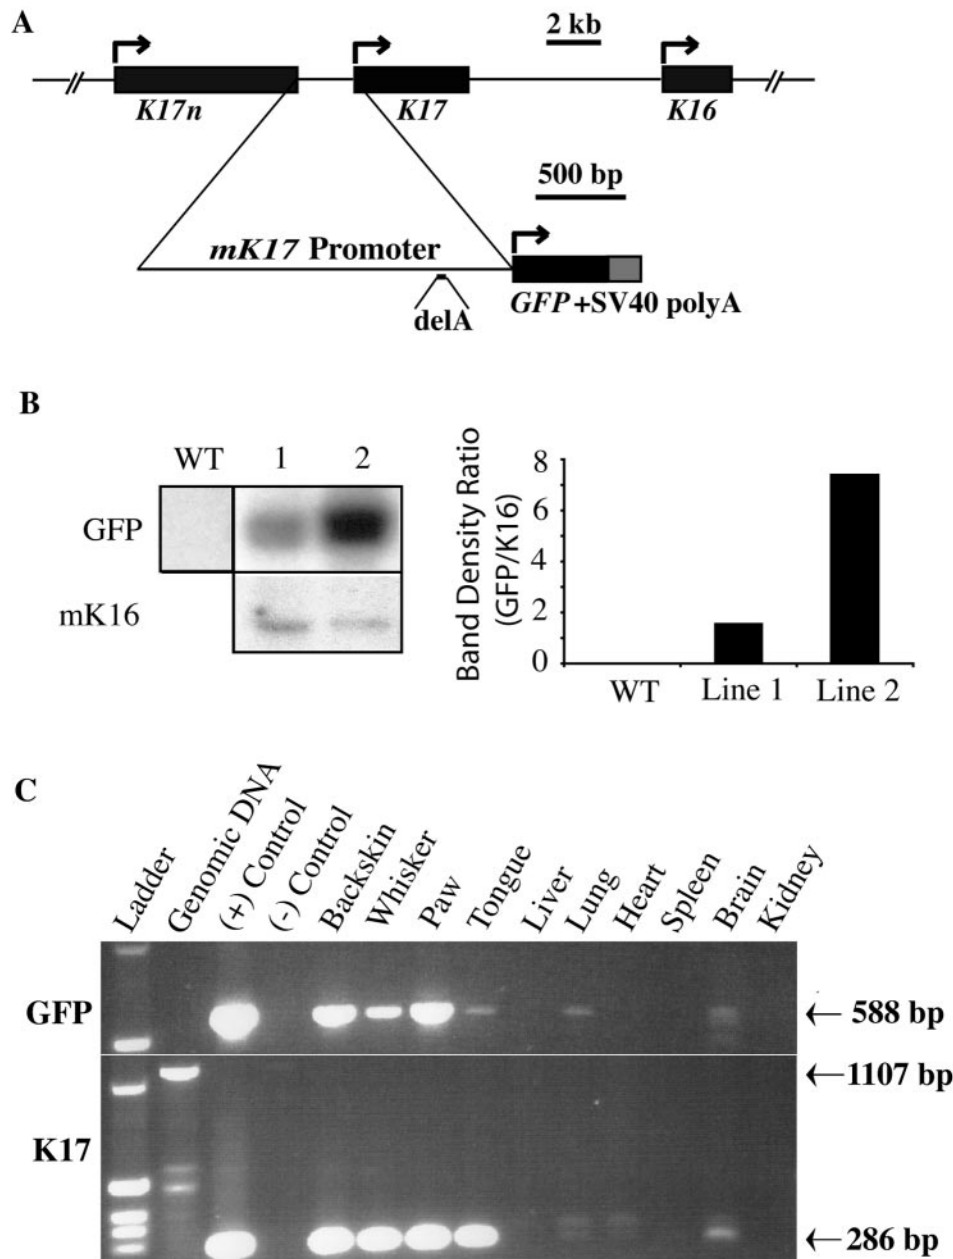 A
2 kb
K17n
K17
K16
500 bp
mK17 Promoter
delA
GFP +SV40 polyA
B
WT 1 2
GFP
mK16
Band Density Ratio
(GFP/K16)
8
6
4
2
0
WT Line 1 Line 2
C
Ladder
Genomic DNA
(+) Control
(-) Control
Backskin
Whisker
Paw
Tongue
Liver
Lung
Heart
Spleen
Brain
Kidney
GFP
588 bp
1107 bp
K17
286 bp